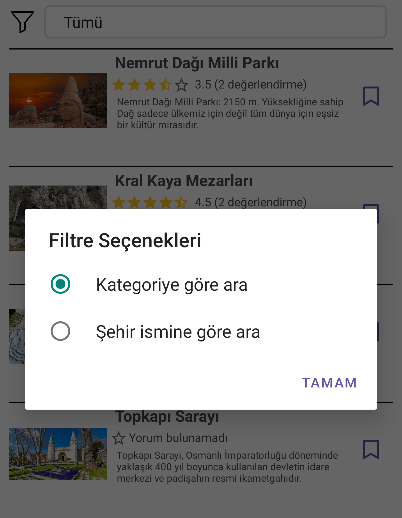 Tümü
Nemrut Dağı Milli Parkı
3.5 (2 değerlendirme)
Nemrut Dağı Milli Parkı: 2150 m. Yüksekliğine sahip
Dağ sadece ülkemiz için değil tüm dünya için eşsiz
bir kültür mirasıdır.
Kral Kaya Mezarları
4.5 (2 değerlendirme)
Filtre Seçenekleri
Kategoriye göre ara
Şehir ismine göre ara
TAMAM
Topkapı Sarayı
Yorum bulunamadı
Topkapı Sarayı, Osmanlı İmparatorluğu döneminde
yaklaşık 400 yıl boyunca kullanılan devletin idare
merkezi ve padişahın resmi ikametgahıdır.